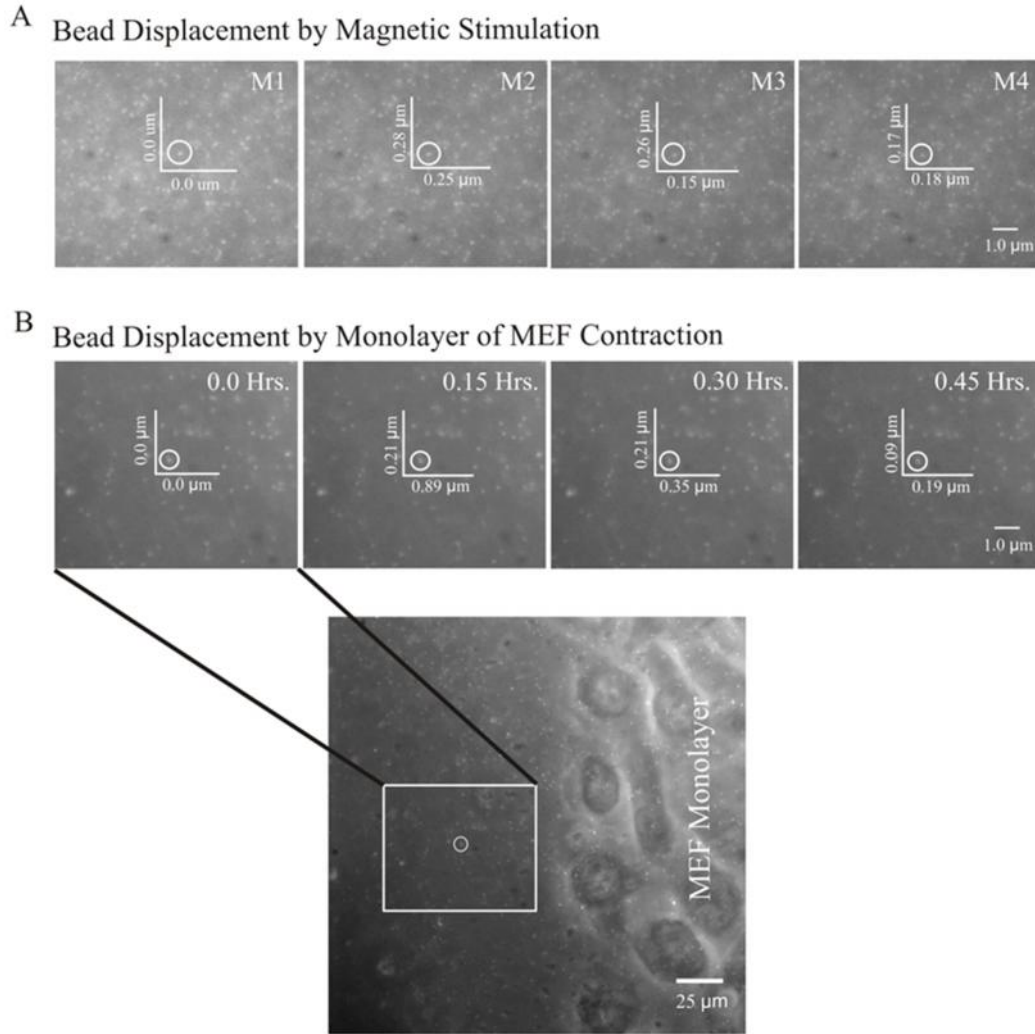 A
Bead Displacement by Magnetic Stimulation
M1
0.0 um
0.0 um
M2
0.28 µm
0.25 µm
M3
0.26 µm
0.15 µm
M4
0.17 µm
0.18 µm
1.0 µm
B
Bead Displacement by Monolayer of MEF Contraction
0.0 Hrs.
0.0 µm
0.0 µm
0.15 Hrs.
0.21 µm
0.89 µm
0.30 Hrs.
0.21 µm
0.35 µm
0.45 Hrs.
0.09 µm
0.19 µm
1.0 µm
MEF Monolayer
25 µm